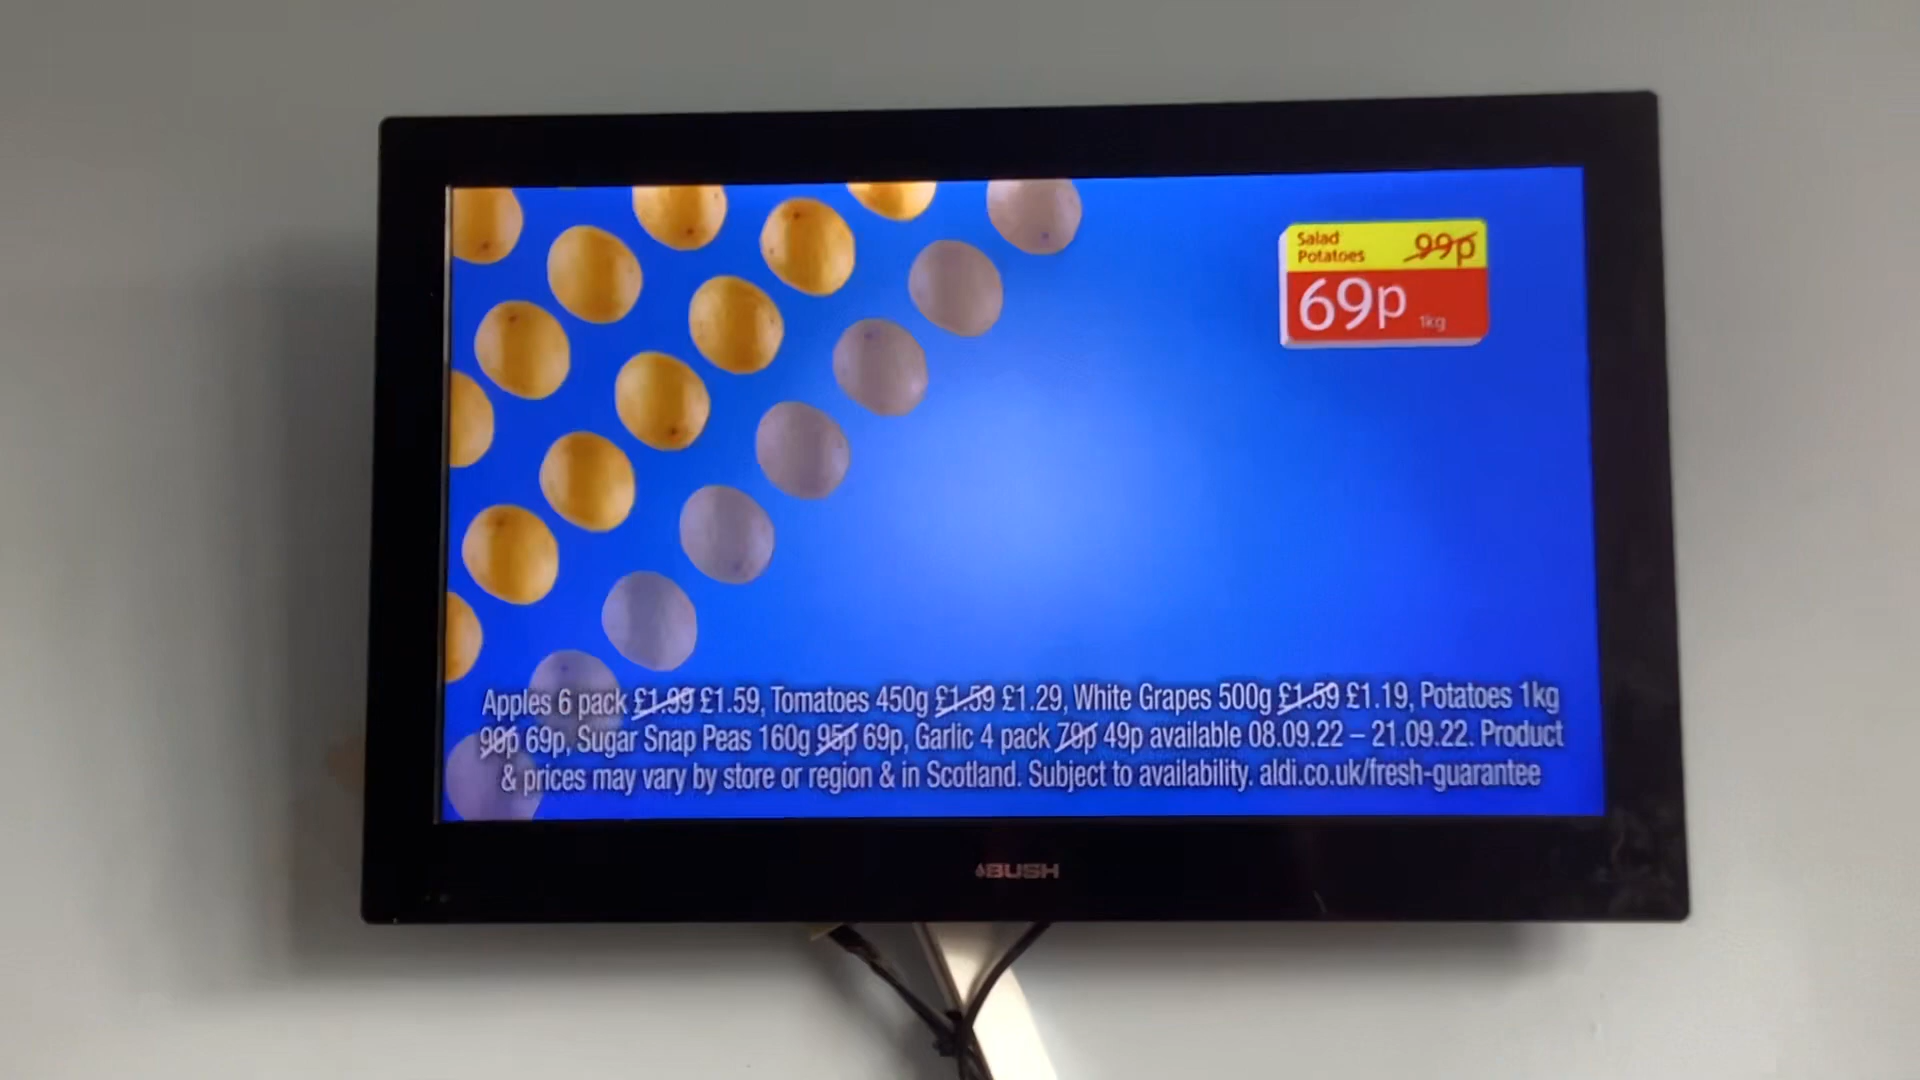 Salad
Potatoes
99p
69p
1kg
Apples 6 pack £1.99 £1.59, Tomatoes 450g £1.59 £1.29, White Grapes 500g £1.59 £1.19, Potatoes 1kg
99p 69p, Sugar Snap Peas 160g 95p 69p, Garlic 4 pack 79p 49p available 08.09.22 – 21.09.22. Product
& prices may vary by store or region & in Scotland. Subject to availability. aldi.co.uk/fresh-guarantee
BUSH